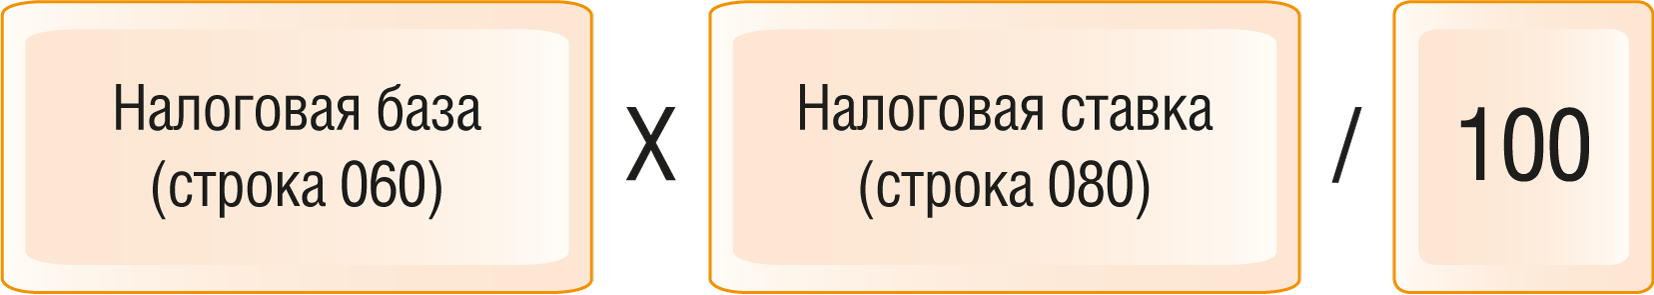 Налоговая база
(строка 060)
X
Налоговая ставка
(строка 080)
/
100